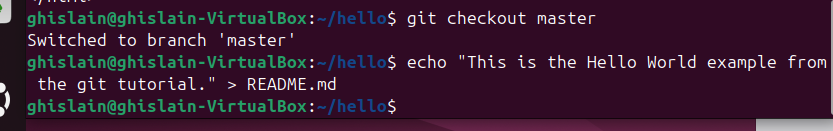 ghislain@ghislain-VirtualBox:~/hello$ git checkout master
Switched to branch 'master'
ghislain@ghislain-VirtualBox:~/hello$ echo "This is the Hello World example from
 the git tutorial." > README.md
ghislain@ghislain-VirtualBox:~/hello$